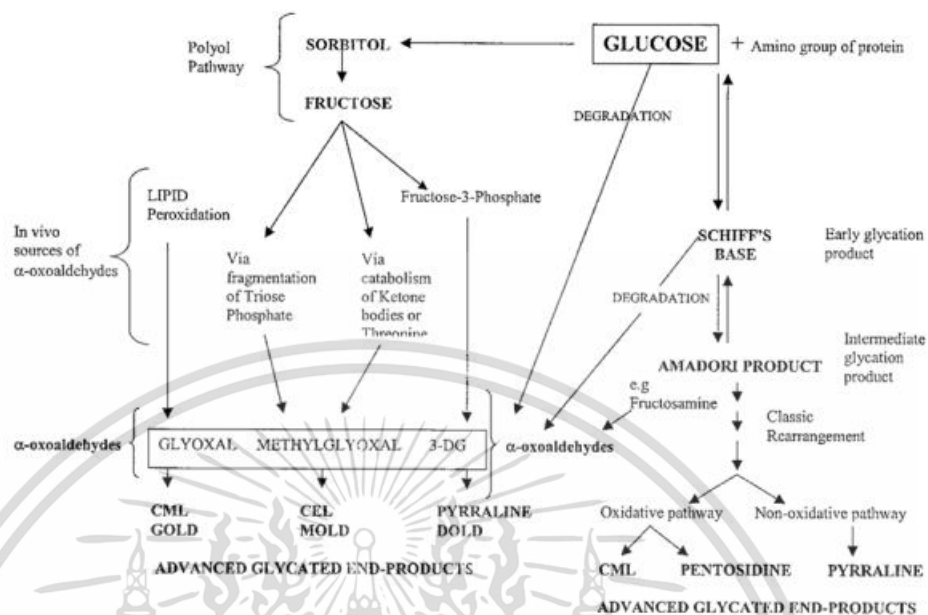 Polyol
Pathway
SORBITOL
GLUCOSE
+ Amino group of protein
FRUCTOSE
DEGRADATION
LIPID
Peroxidation
Fructose-3-Phosphate
In vivo
sources of
α-oxoaldehydes
Via
fragmentation
of Triose
Phosphate
Via
catabolism
of Ketone
bodies or
Threonine
SCHIFF'S
BASE
Early glycation
product
DEGRADATION
AMADORI PRODUCT
Intermediate
glycation
product
e.g
Fructosamine
Classic
Rearrangement
α-oxoaldehydes
GLYOXAL METHYLGLYOXAL 3-DG
α-oxoaldehydes
CML
GOLD
CEL
MOLD
PYRRALINE
DOLD
Oxidative pathway
Non-oxidative pathway
ADVANCED GLYCATED END-PRODUCTS
CML PENTOSIDINE PYRRALINE
ADVANCED GLYCATED END-PRODUCTS